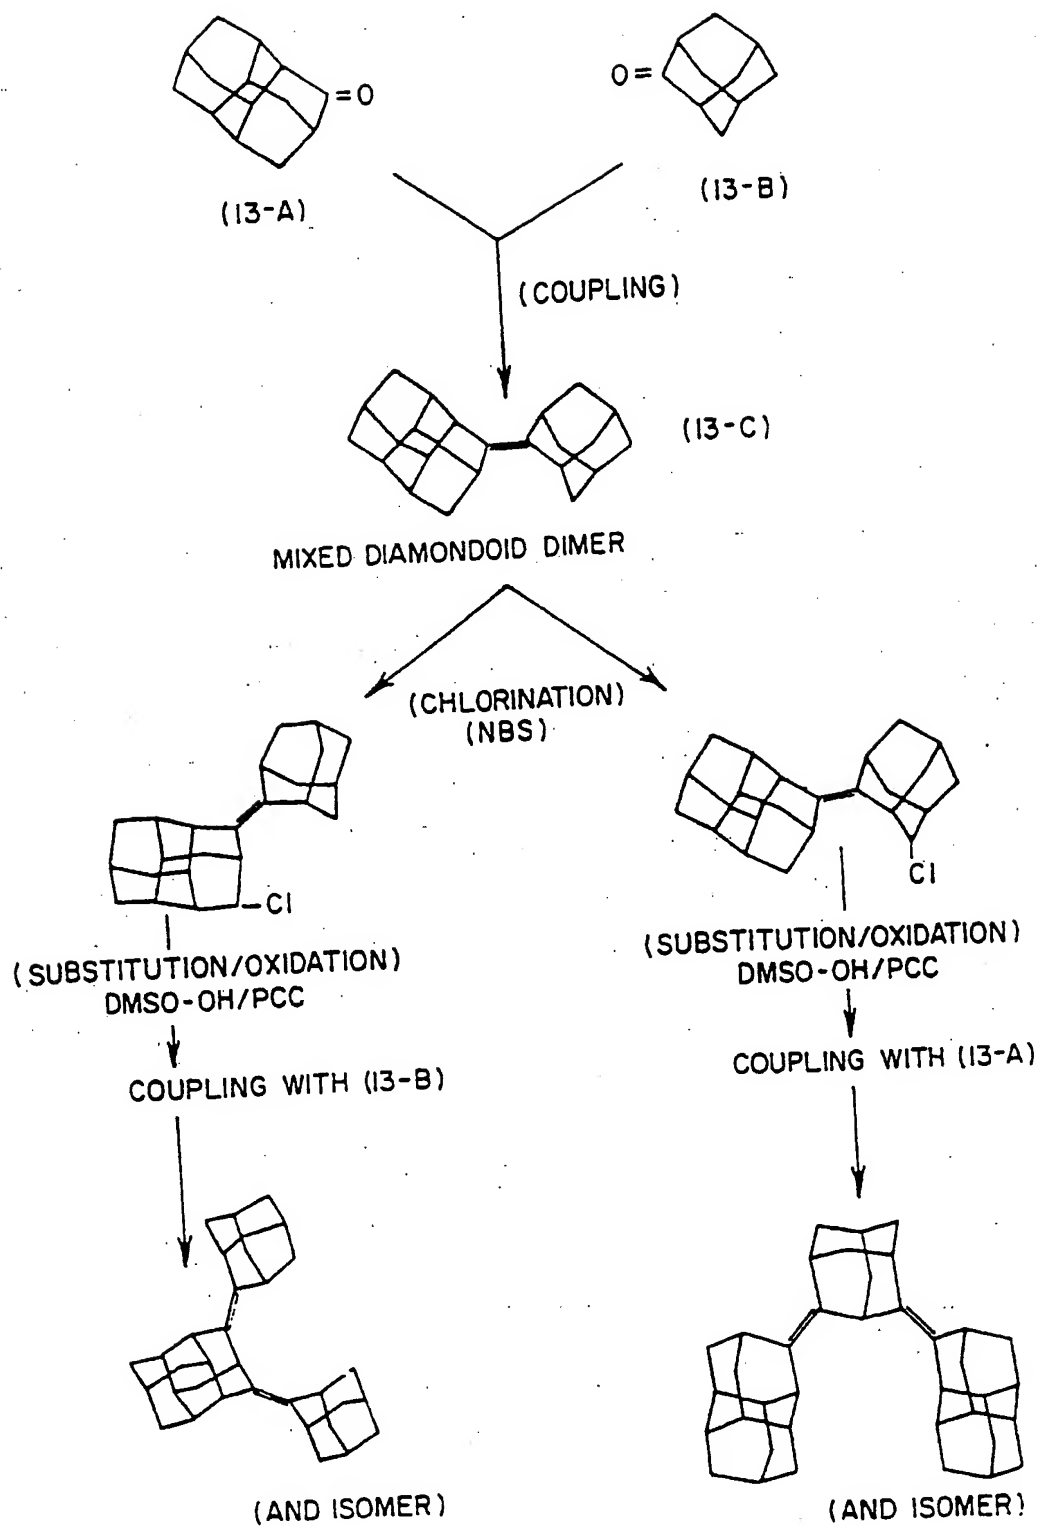 =O
O=
(13-A)
(13-B)
(COUPLING)
(13-C)
MIXED DIAMONDOID DIMER
(CHLORINATION)
(NBS)
Cl
Cl
(SUBSTITUTION/OXIDATION)
DMSO-OH/PCC
(SUBSTITUTION/OXIDATION)
DMSO-OH/PCC
COUPLING WITH (13-B)
COUPLING WITH (13-A)
(AND ISOMER)
(AND ISOMER)